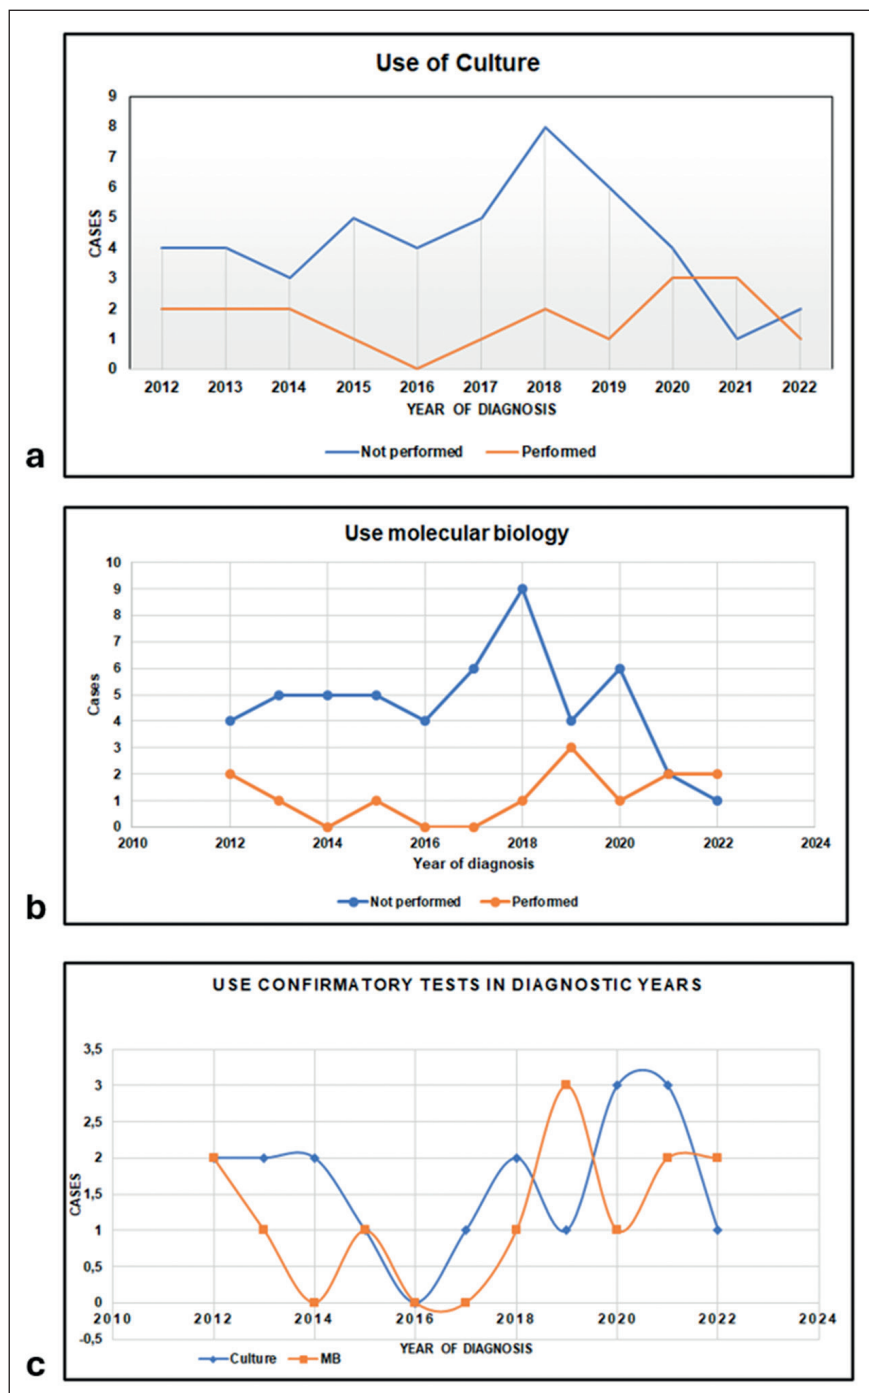 Use of Culture
9
8
7
6
5
4
3
2
1
0
CASES
2012 2013 2014 2015 2016 2017 2018 2019 2020 2021 2022
YEAR OF DIAGNOSIS
Not performed Performed
a
Use molecular biology
10
9
8
7
6
5
4
3
2
1
0
Cases
2010 2012 2014 2016 2018 2020 2022 2024
Year of diagnosis
Not performed Performed
b
USE CONFIRMATORY TESTS IN DIAGNOSTIC YEARS
3,5
3
2,5
2
1,5
1
0,5
0
-0,5
CASES
2010 2012 2014 2016 2018 2020 2022 2024
YEAR OF DIAGNOSIS
Culture MB
c